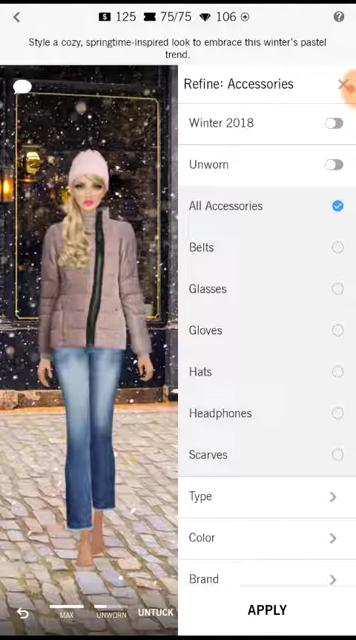 $ 125 75/75 106
Style a cozy, springtime-inspired look to embrace this winter's pastel
trend.
Refine: Accessories
Winter 2018
Unworn
All Accessories
Belts
Glasses
Gloves
Hats
Headphones
Scarves
Type
Color
Brand
MAX UNWORN UNTUCK
APPLY